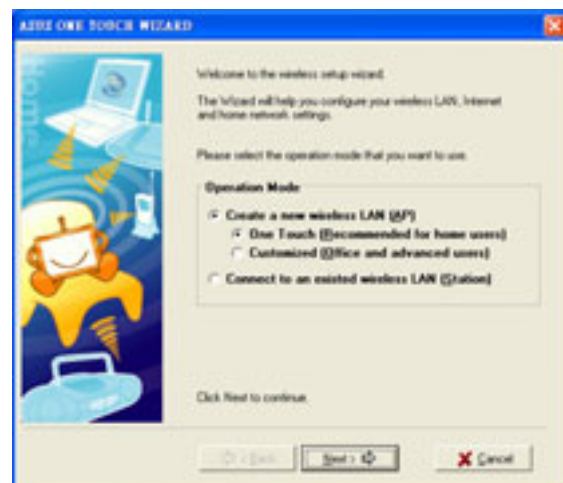 ASUS ONE TOUCH WIZARD
Home
Welcome to the wireless setup wizard.
The Wizard will help you configure your wireless LAN, Internet
and home network settings.
Please select the operation mode that you want to use.
Operation Mode
Create a new wireless LAN (AP)
One Touch (Recommended for home users)
Customized (Office and advanced users)
Connect to an existed wireless LAN (Station)
Click Next to continue.
< Back
Next >
Cancel